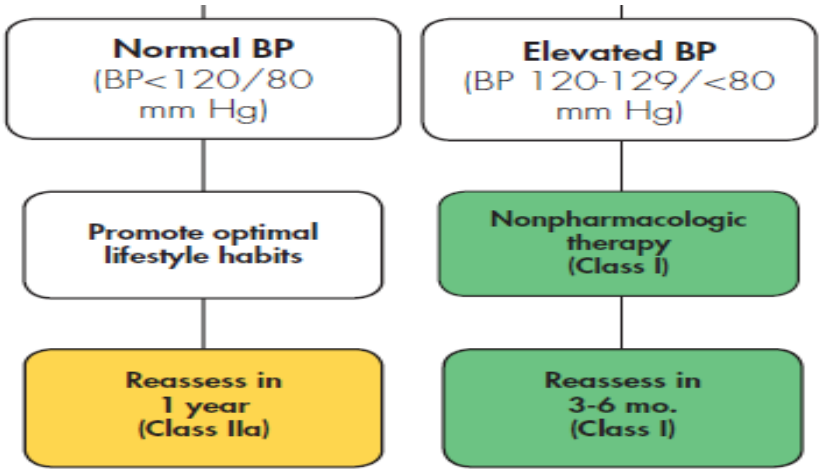 Normal BP
(BP<120/80
mm Hg)
Promote optimal
lifestyle habits
Reassess in
1 year
(Class IIa)
Elevated BP
(BP 120-129/<80
mm Hg)
Nonpharmacologic
therapy
(Class I)
Reassess in
3-6 mo.
(Class I)